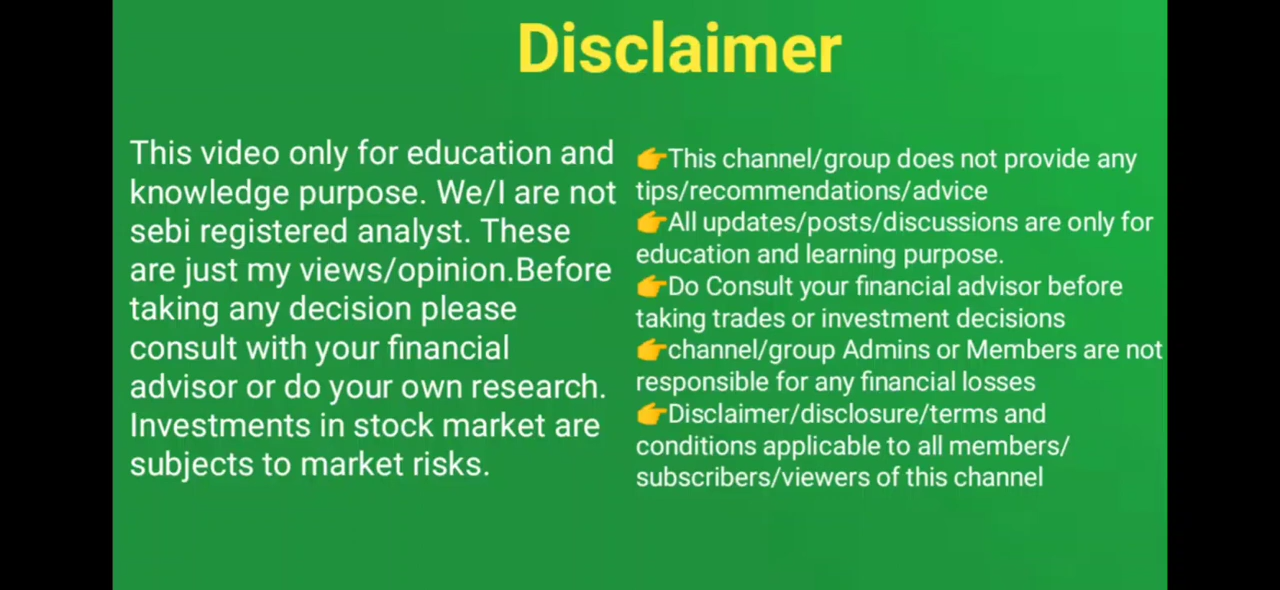 Disclaimer
This video only for education and
knowledge purpose. We/I are not
sebi registered analyst. These
are just my views/opinion.Before
taking any decision please
consult with your financial
advisor or do your own research.
Investments in stock market are
subjects to market risks.
👉This channel/group does not provide any
tips/recommendations/advice
👉All updates/posts/discussions are only for
education and learning purpose.
👉Do Consult your financial advisor before
taking trades or investment decisions
👉channel/group Admins or Members are not
responsible for any financial losses
👉Disclaimer/disclosure/terms and
conditions applicable to all members/
subscribers/viewers of this channel